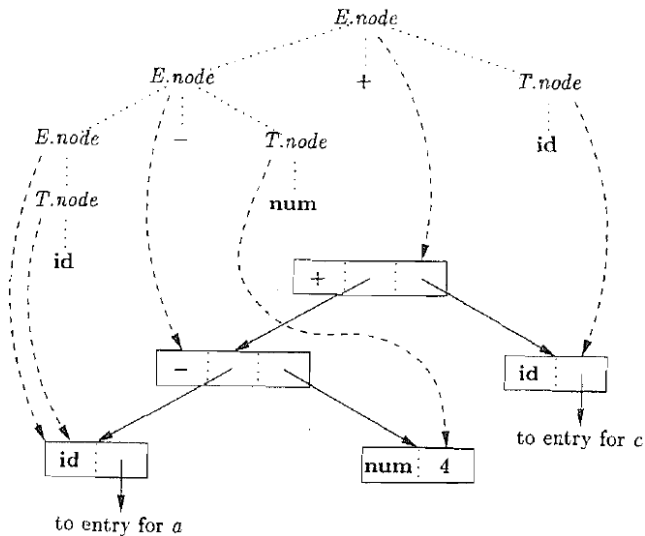 E.node
E.node + T.node
E.node − T.node id
T.node num
id
+
− id
to entry for c
id num 4
to entry for a